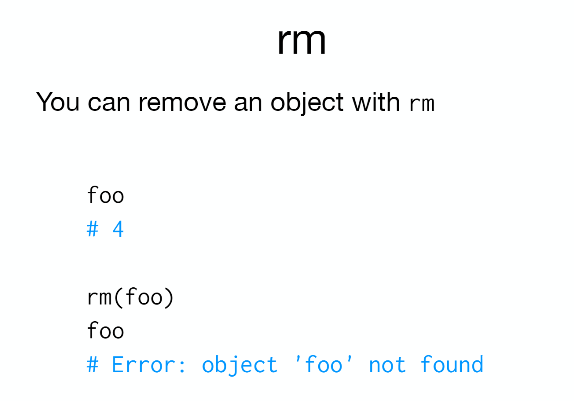 rm
You can remove an object with rm
foo
# 4
rm(foo)
foo
# Error: object 'foo' not found